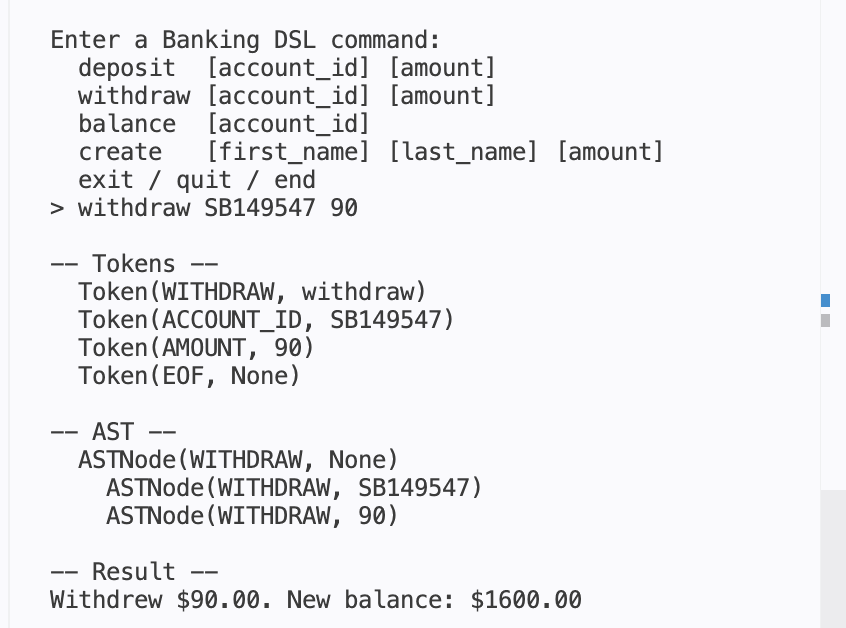 Enter a Banking DSL command:
  deposit  [account_id] [amount]
  withdraw [account_id] [amount]
  balance  [account_id]
  create   [first_name] [last_name] [amount]
  exit / quit / end
> withdraw SB149547 90

-- Tokens --
  Token(WITHDRAW, withdraw)
  Token(ACCOUNT_ID, SB149547)
  Token(AMOUNT, 90)
  Token(EOF, None)

-- AST --
  ASTNode(WITHDRAW, None)
    ASTNode(WITHDRAW, SB149547)
    ASTNode(WITHDRAW, 90)

-- Result --
Withdrew $90.00. New balance: $1600.00